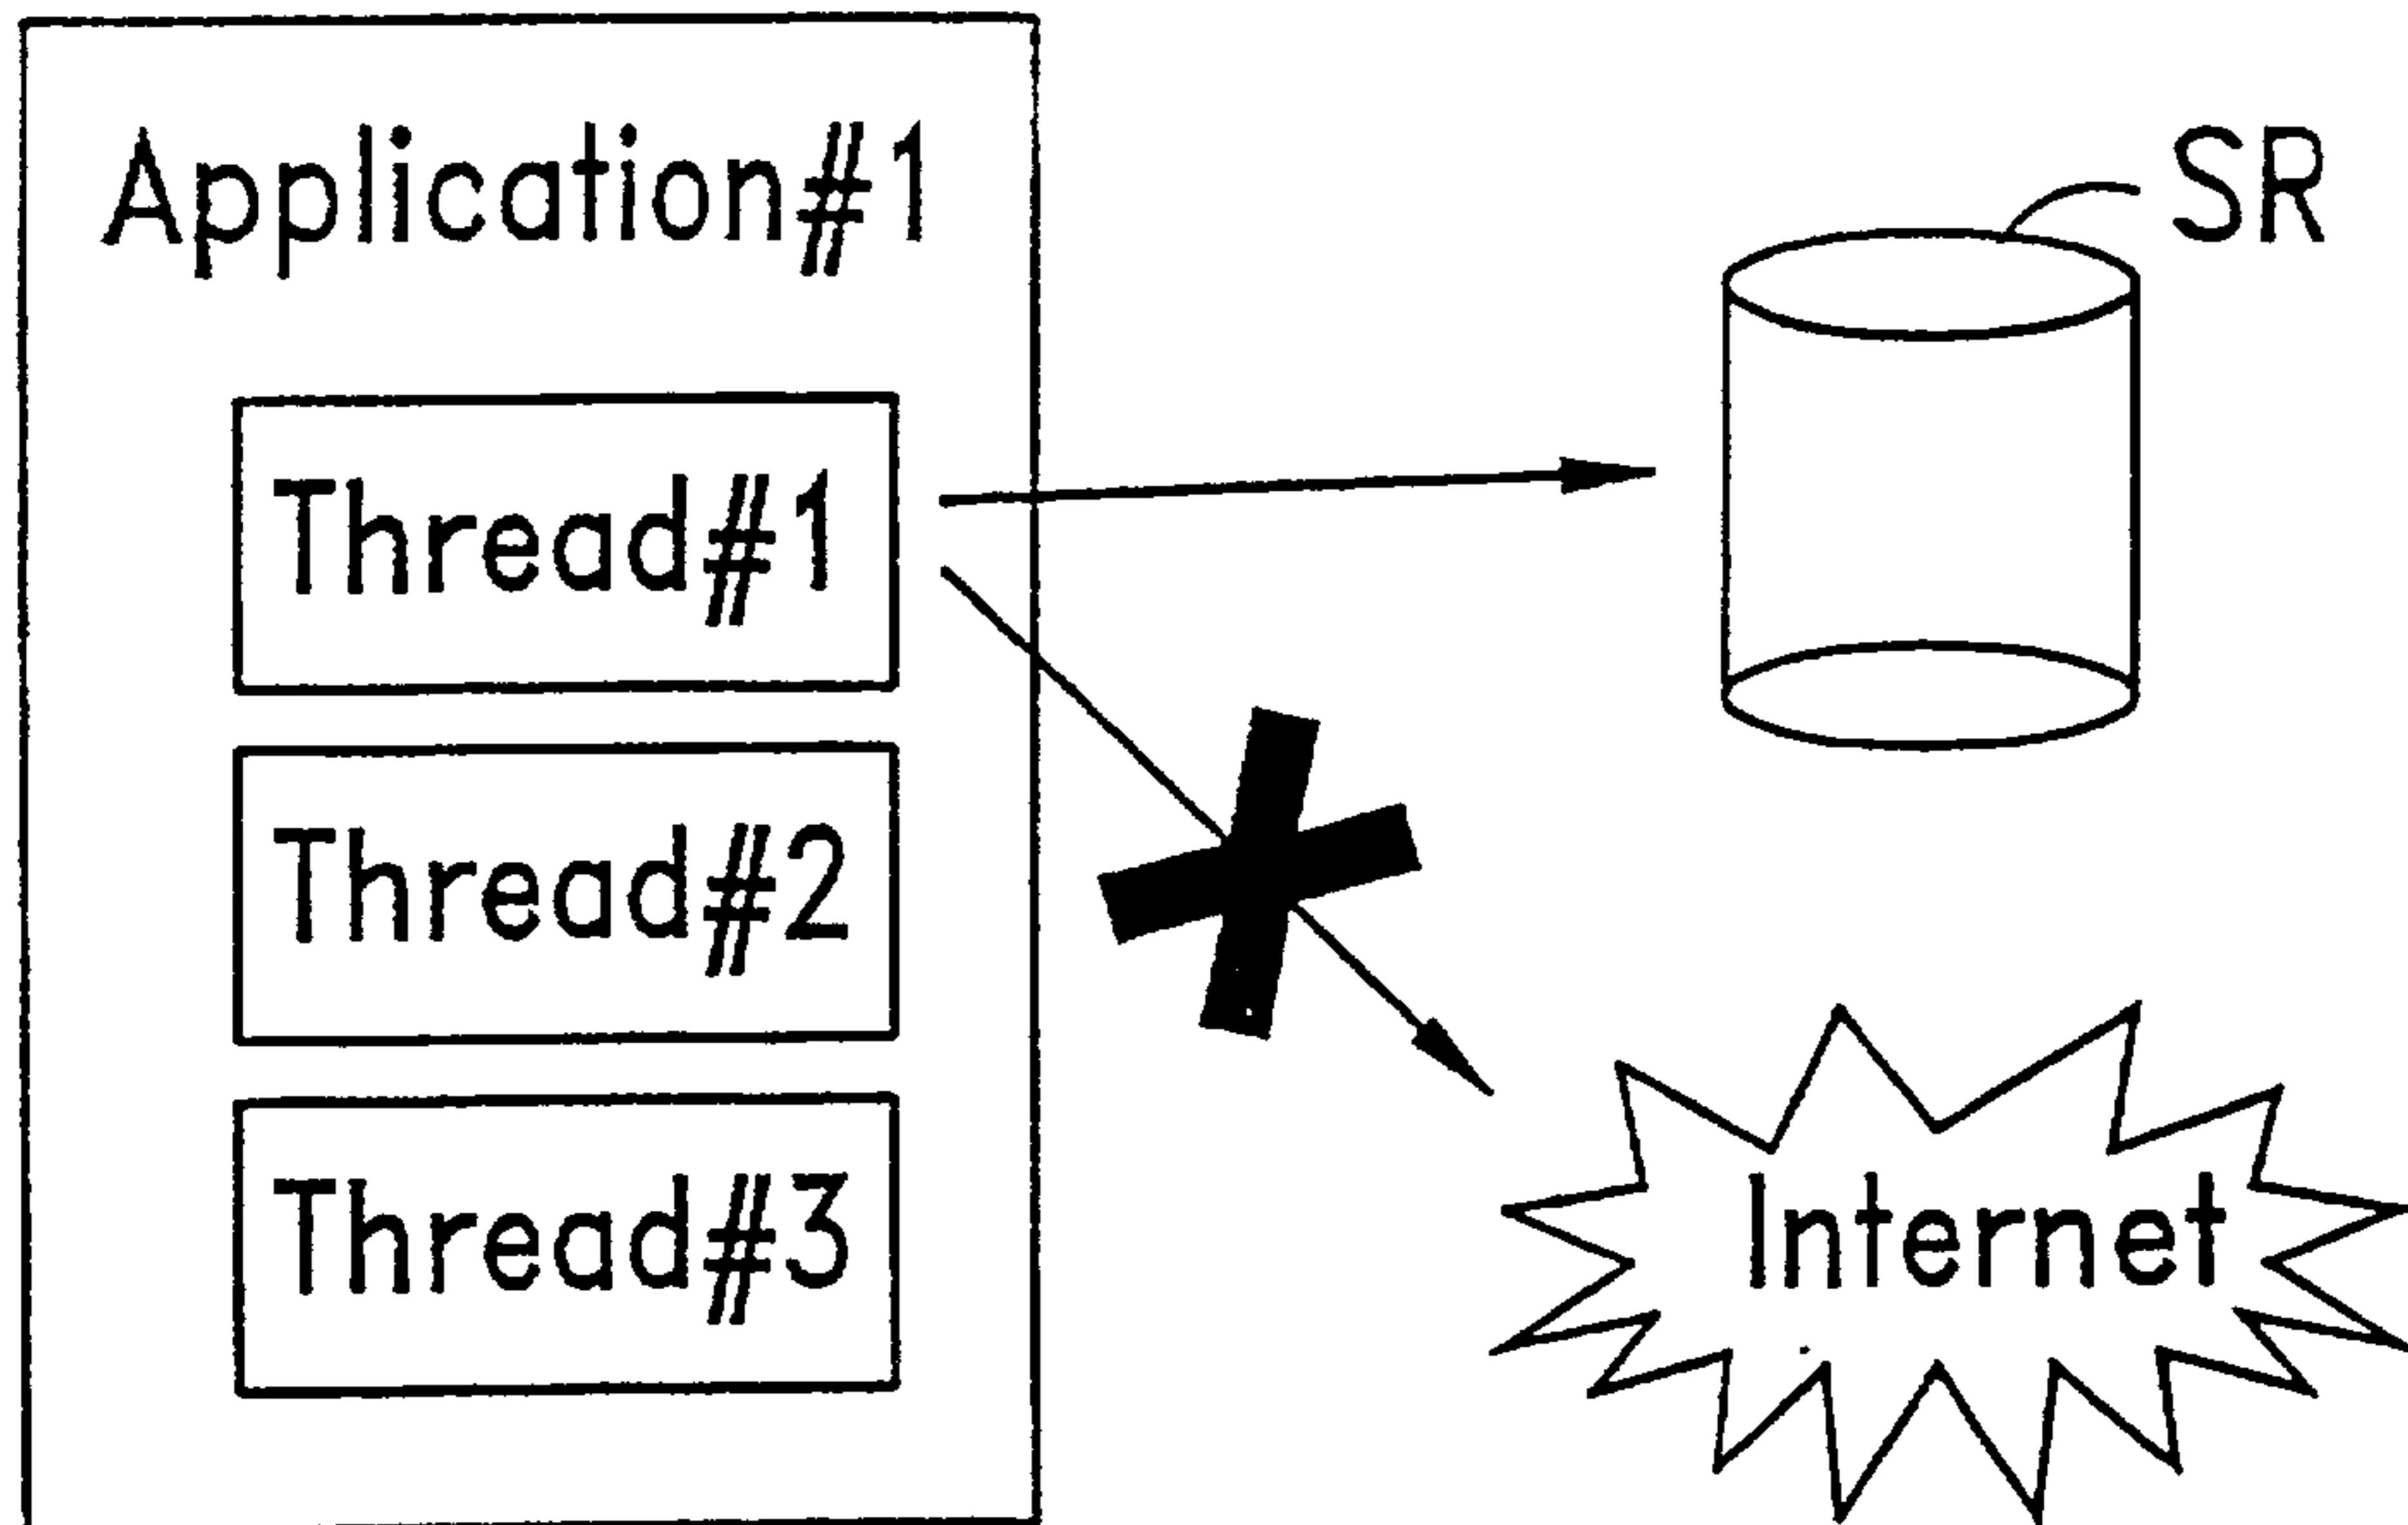 Application#1
SR
Thread#1
Thread#2
Thread#3
Internet